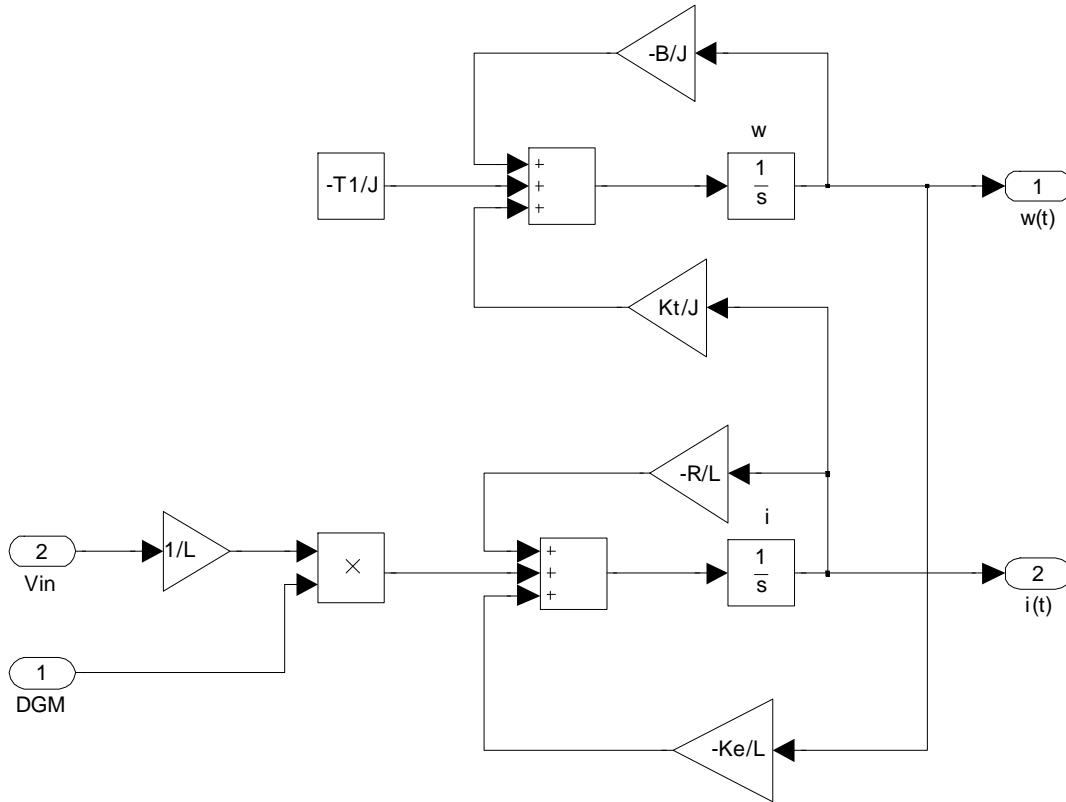 -B/J
w
-T1/J
+
+
+
1
s
1
w(t)
Kt/J
-R/L
i
2
Vin
1/L
×
+
+
+
1
s
2
i(t)
1
DGM
-Ke/L